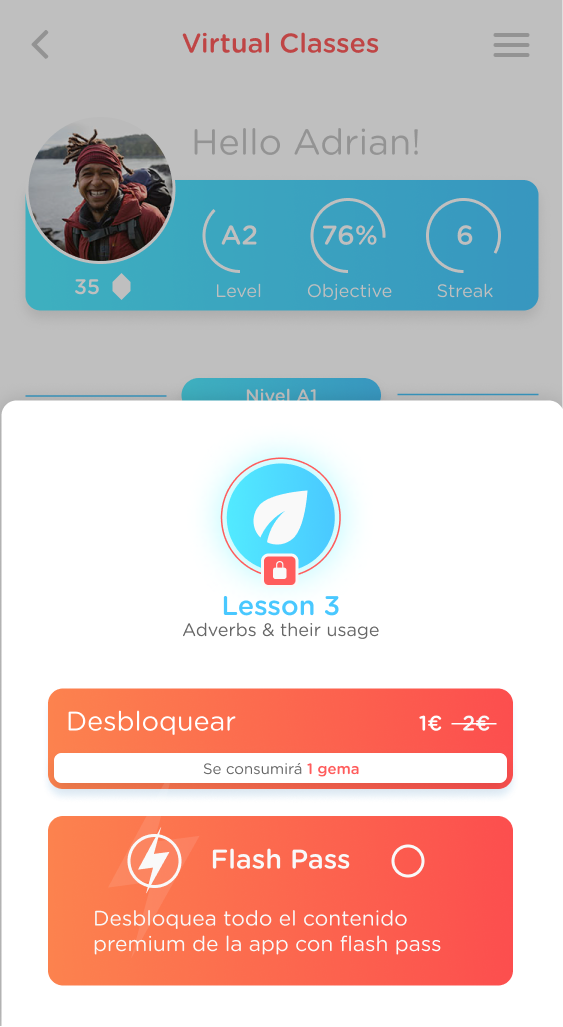 Virtual Classes
Hello Adrian!
A2
76%
6
35
Level
Objective
Streak
Nivel A1
Lesson 3
Adverbs & their usage
Desbloquear
1€ 2€
Se consumirá 1 gema
Flash Pass
Desbloquea todo el contenido
premium de la app con flash pass